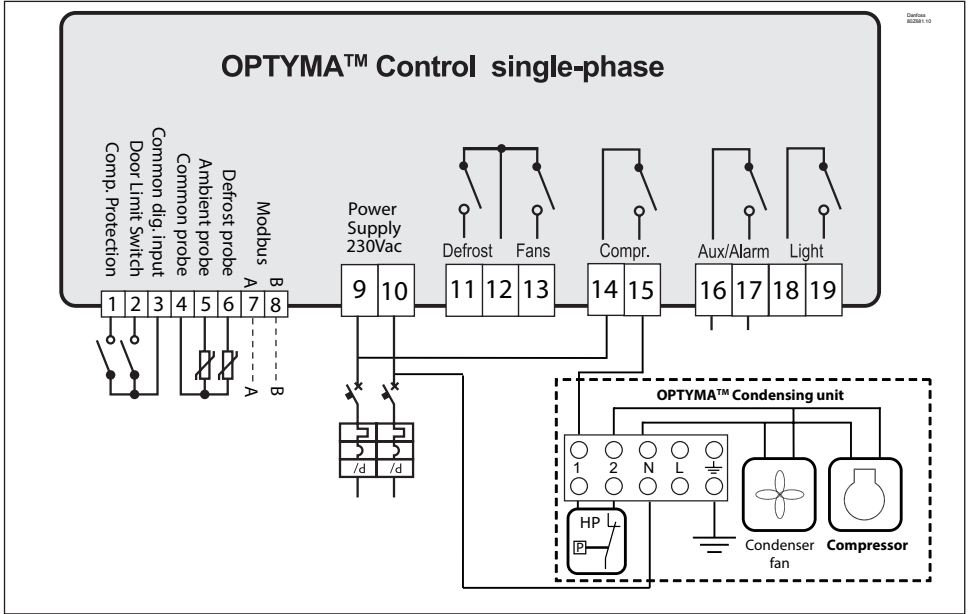 Danfoss
80Z881.10
OPTYMA™ Control single-phase
Comp. Protection
Door Limit Switch
Common dig. input
Common probe
Ambient probe
Defrost probe
Modbus
A
B
Power
Supply
230Vac
Defrost
Fans
Compr.
Aux/Alarm
Light
1 2 3 4 5 6 7 8
9 10
11 12 13
14 15
16 17 18 19
A
B
I>
I>
OPTYMA™ Condensing unit
1 2 N L
HP
P
Condenser
fan
Compressor